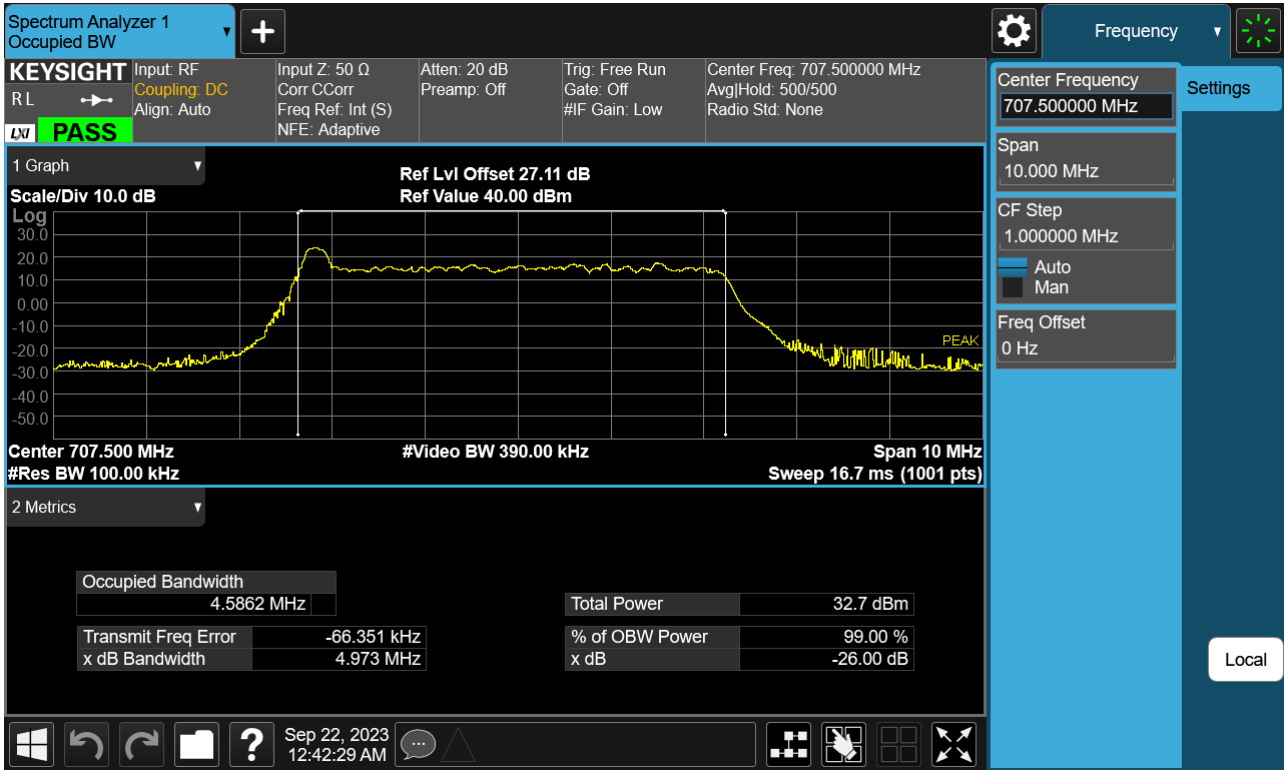 Spectrum Analyzer 1
Occupied BW
+
Frequency
KEYSIGHT
R L
LXI PASS
Input: RF
Coupling: DC
Align: Auto
Input Z: 50 Ω
Corr CCorr
Freq Ref: Int (S)
NFE: Adaptive
Atten: 20 dB
Preamp: Off
Trig: Free Run
Gate: Off
#IF Gain: Low
Center Freq: 707.500000 MHz
Avg|Hold: 500/500
Radio Std: None
Center Frequency
707.500000 MHz
Settings
Span
10.000 MHz
CF Step
1.000000 MHz
Auto
Man
Freq Offset
0 Hz
Local
1 Graph
Scale/Div 10.0 dB
Ref Lvl Offset 27.11 dB
Ref Value 40.00 dBm
Log
30.0
20.0
10.0
0.00
-10.0
-20.0
-30.0
-40.0
-50.0
PEAK
Center 707.500 MHz
#Video BW 390.00 kHz
Span 10 MHz
#Res BW 100.00 kHz
Sweep 16.7 ms (1001 pts)
2 Metrics
Occupied Bandwidth
4.5862 MHz
Total Power 32.7 dBm
Transmit Freq Error -66.351 kHz
% of OBW Power 99.00 %
x dB Bandwidth 4.973 MHz
x dB -26.00 dB
?
Sep 22, 2023
12:42:29 AM